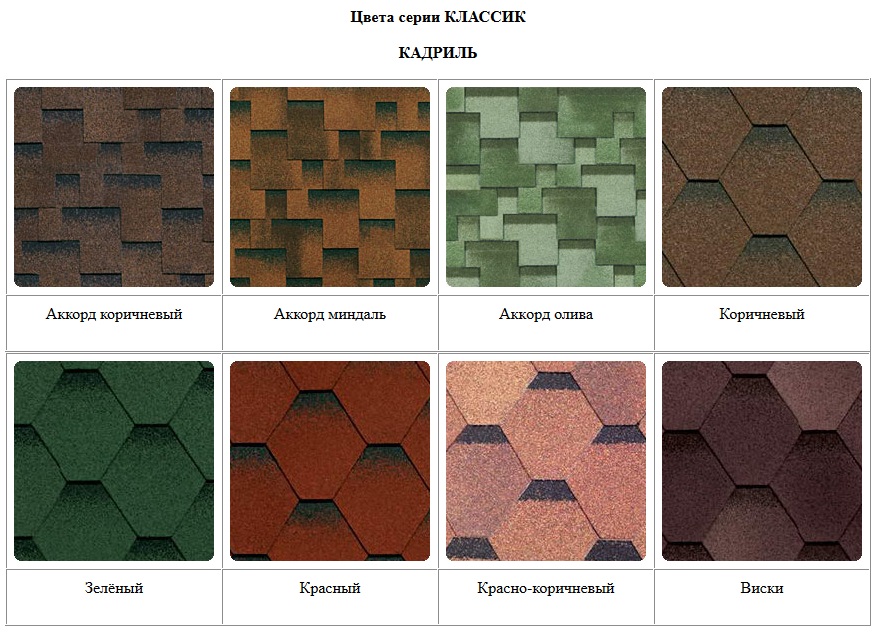 Цвета серии КЛАССИК
КАДРИЛЬ
Аккорд коричневый
Аккорд миндаль
Аккорд олива
Коричневый
Зелёный
Красный
Красно-коричневый
Виски